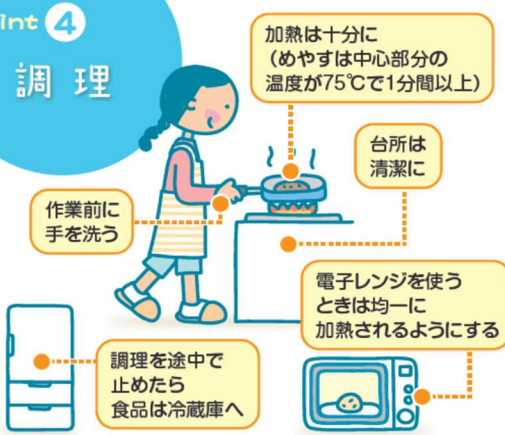 int 4
調理
加熱は十分に
（めやすは中心部分の
温度が75℃で1分間以上）
台所は
清潔に
作業前に
手を洗う
電子レンジを使う
ときは均一に
加熱されるようにする
調理を途中で
止めたら
食品は冷蔵庫へ